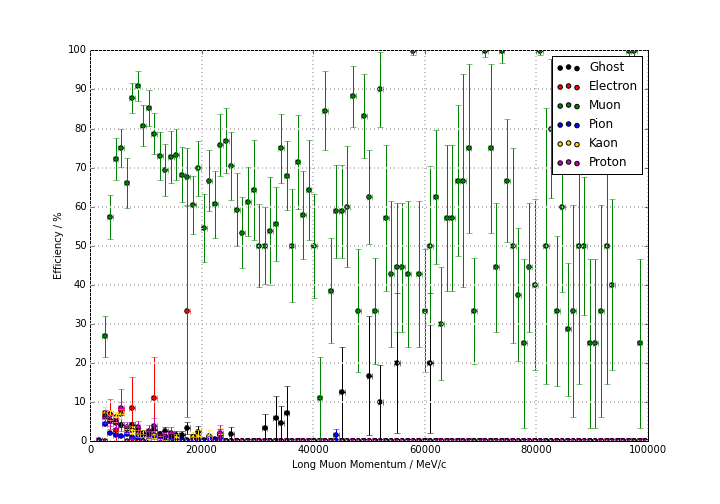 100
90
80
70
60
50
40
30
20
10
0
Efficiency / %
0
20000
40000
60000
80000
100000
Long Muon Momentum / MeV/c
Ghost
Electron
Muon
Pion
Kaon
Proton